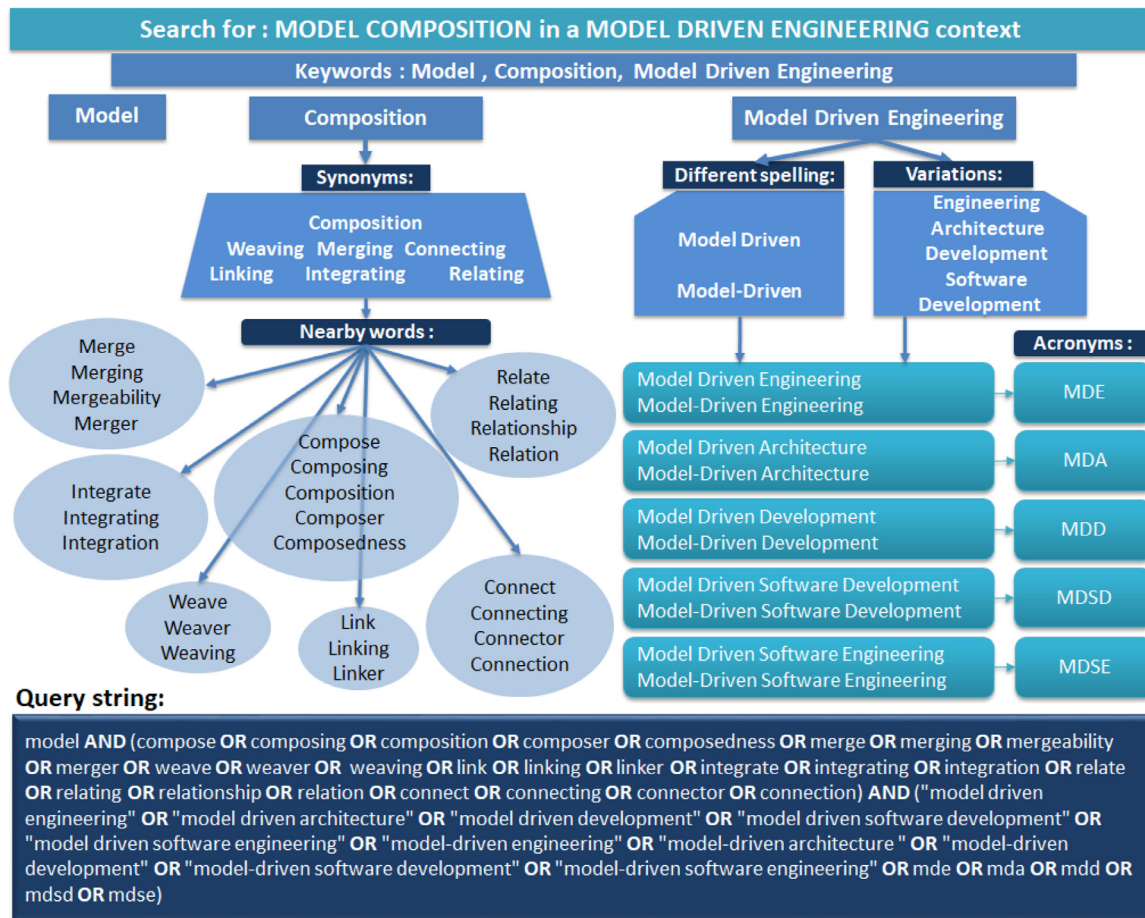 Search for : MODEL COMPOSITION in a MODEL DRIVEN ENGINEERING context
Keywords : Model , Composition, Model Driven Engineering
Model
Composition
Model Driven Engineering
Synonyms:
Composition
Weaving Merging Connecting
Linking Integrating Relating
Different spelling:
Model Driven
Model-Driven
Variations:
Engineering
Architecture
Development
Software
Development
Nearby words :
Merge
Merging
Mergeability
Merger
Integrate
Integrating
Integration
Weave
Weaver
Weaving
Compose
Composing
Composition
Composer
Composedness
Link
Linking
Linker
Relate
Relating
Relationship
Relation
Connect
Connecting
Connector
Connection
Acronyms :
Model Driven Engineering
Model-Driven Engineering
MDE
Model Driven Architecture
Model-Driven Architecture
MDA
Model Driven Development
Model-Driven Development
MDD
Model Driven Software Development
Model-Driven Software Development
MDSD
Model Driven Software Engineering
Model-Driven Software Engineering
MDSE
Query string:
model AND (compose OR composing OR composition OR composer OR composedness OR merge OR merging OR mergeability
OR merger OR weave OR weaver OR weaving OR link OR linking OR linker OR integrate OR integrating OR integration OR relate
OR relating OR relationship OR relation OR connect OR connecting OR connector OR connection) AND ("model driven
engineering" OR "model driven architecture" OR "model driven development" OR "model driven software development" OR
"model driven software engineering" OR "model-driven engineering" OR "model-driven architecture " OR "model-driven
development" OR "model-driven software development" OR "model-driven software engineering" OR mde OR mda OR mdd OR
mdsd OR mdse)